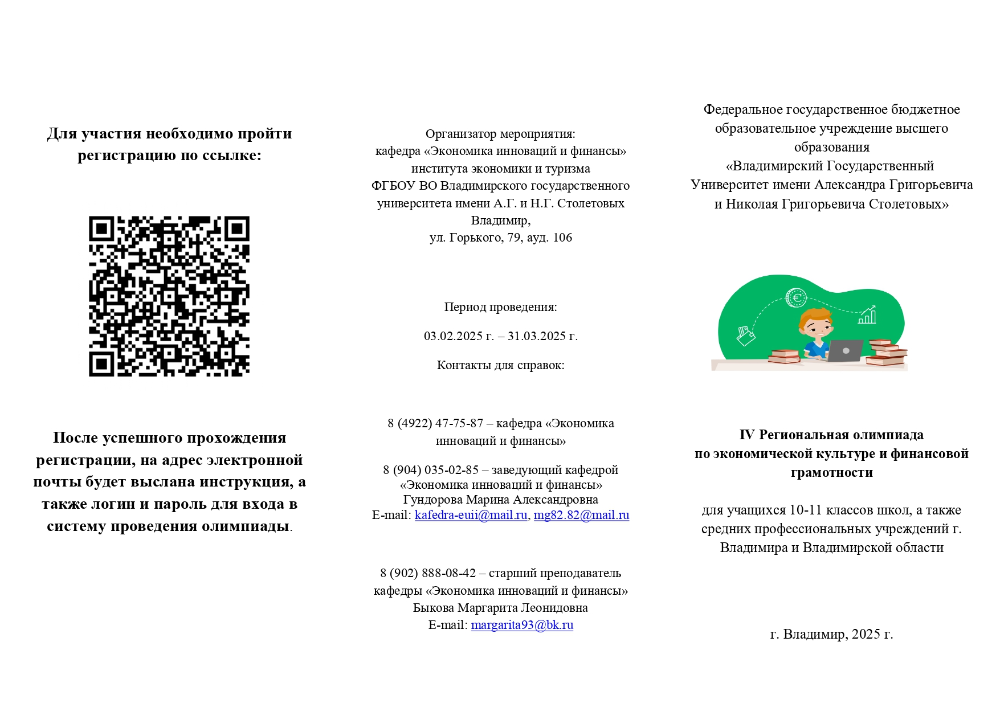 Для участия необходимо пройти
регистрацию по ссылке:
После успешного прохождения
регистрации, на адрес электронной
почты будет выслана инструкция, а
также логин и пароль для входа в
систему проведения олимпиады.
Организатор мероприятия:
кафедра «Экономика инноваций и финансы»
института экономики и туризма
ФГБОУ ВО Владимирского государственного
университета имени А.Г. и Н.Г. Столетовых
Владимир,
ул. Горького, 79, ауд. 106
Период проведения:
03.02.2025 г. – 31.03.2025 г.
Контакты для справок:
8 (4922) 47-75-87 – кафедра «Экономика
инноваций и финансы»
8 (904) 035-02-85 – заведующий кафедрой
«Экономика инноваций и финансы»
Гундорова Марина Александровна
E-mail: kafedra-euii@mail.ru, mg82.82@mail.ru
8 (902) 888-08-42 – старший преподаватель
кафедры «Экономика инноваций и финансы»
Быкова Маргарита Леонидовна
E-mail: margarita93@bk.ru
Федеральное государственное бюджетное
образовательное учреждение высшего
образования
«Владимирский Государственный
Университет имени Александра Григорьевича
и Николая Григорьевича Столетовых»
IV Региональная олимпиада
по экономической культуре и финансовой
грамотности
для учащихся 10-11 классов школ, а также
средних профессиональных учреждений г.
Владимира и Владимирской области
г. Владимир, 2025 г.